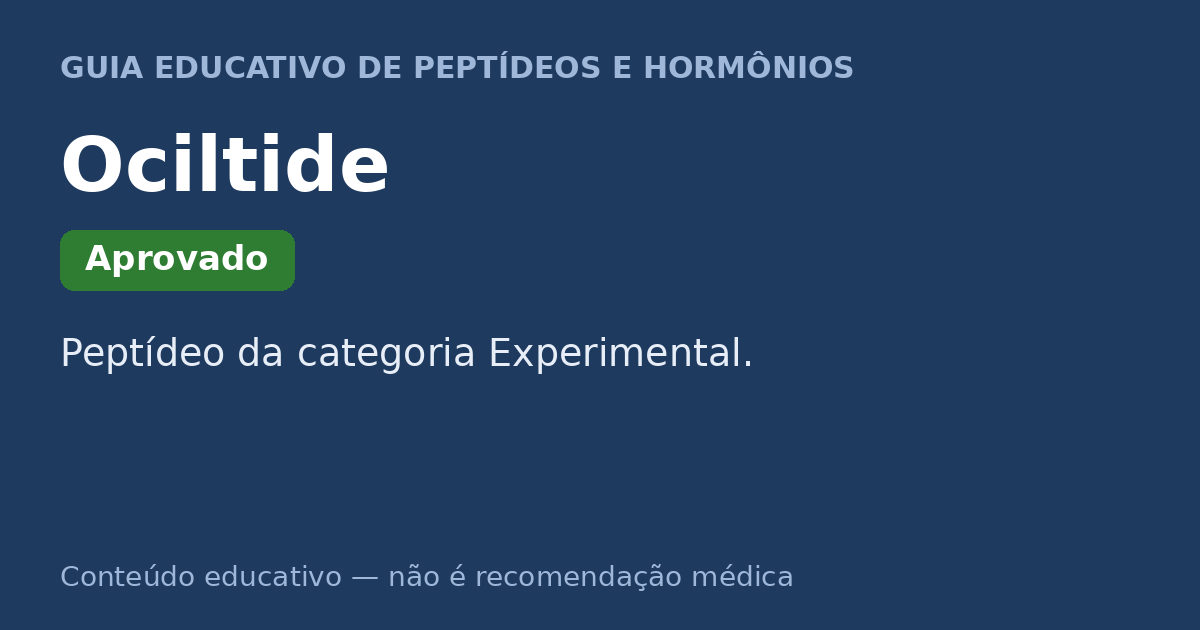 GUIA EDUCATIVO DE PEPTÍDEOS E HORMÔNIOS
Ociltide
Aprovado
Peptídeo da categoria Experimental.
Conteúdo educativo — não é recomendação médica